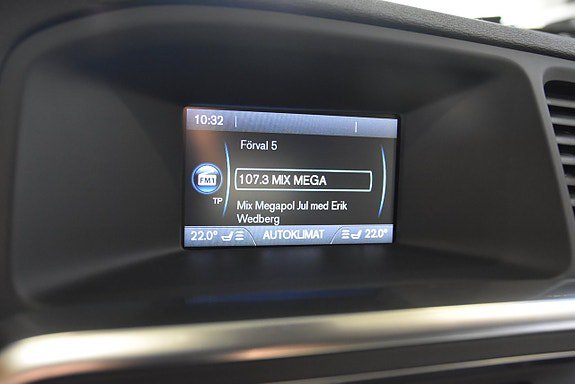 10:32
Förval 5
FM1
107.3 MIX MEGA
TP
Mix Megapol Jul med Erik
Wedberg
22.0° AUTOKLIMAT 22.0°